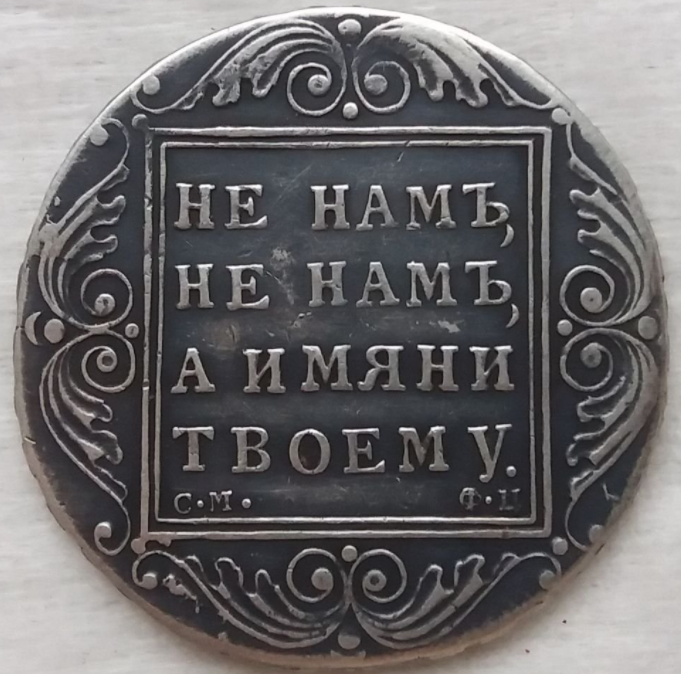 НЕ НАМЪ,
НЕ НАМЪ,
А ИМЯНИ
ТВОЕМУ.
С·М· Ф·Ц